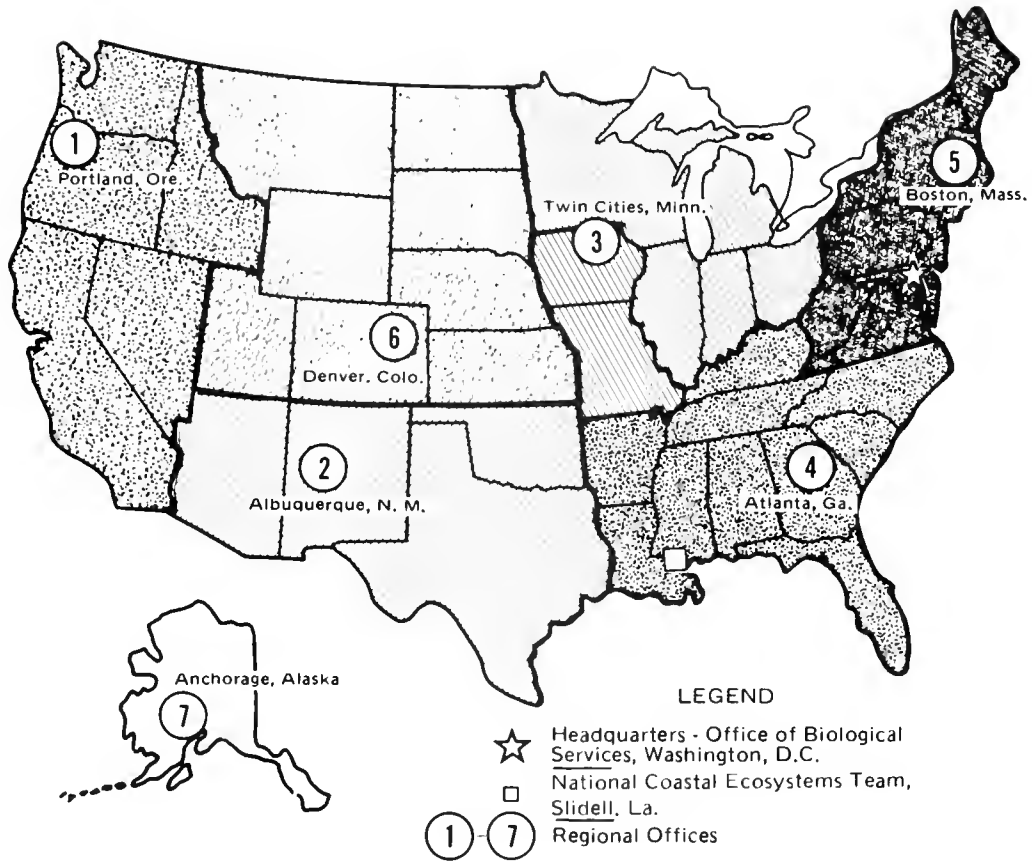 1
Portland, Ore.
5
Boston, Mass.
Twin Cities, Minn.
3
6
Denver. Colo.
2
Albuquerque, N. M.
4
Atlanta, Ga.
Anchorage, Alaska
7
LEGEND
Headquarters - Office of Biological
Services, Washington, D.C.
National Coastal Ecosystems Team,
Slidell. La.
1 - 7 Regional Offices